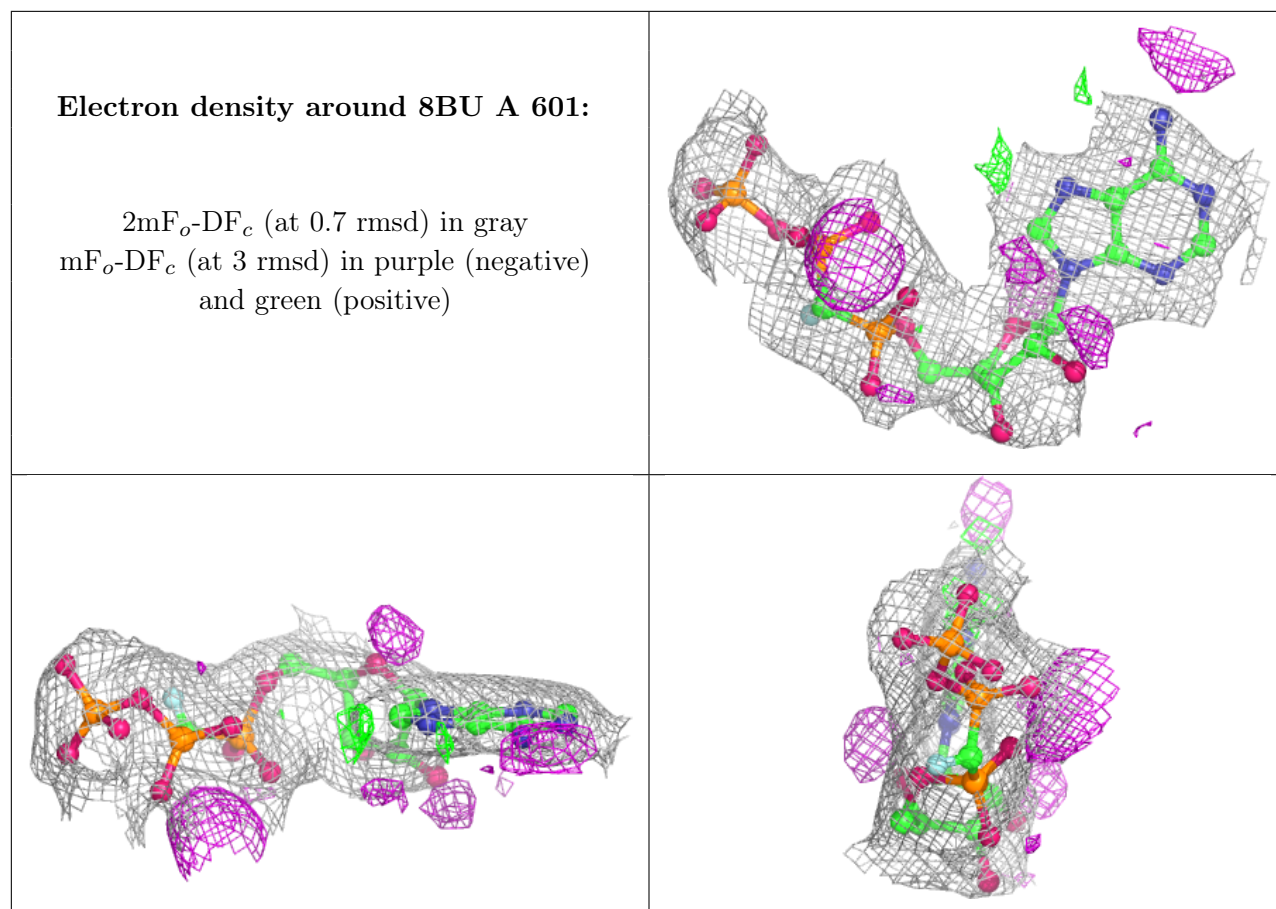 Electron density around 8BU A 601:
2mFo-DFc (at 0.7 rmsd) in gray
mFo-DFc (at 3 rmsd) in purple (negative)
and green (positive)